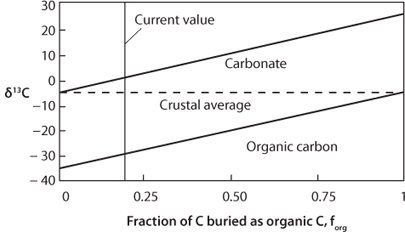 30
20
10
0
−10
−20
− 30
− 40
δ¹³C
Current value
Carbonate
Crustal average
Organic carbon
0
0.25
0.50
0.75
1
Fraction of C buried as organic C, f_org